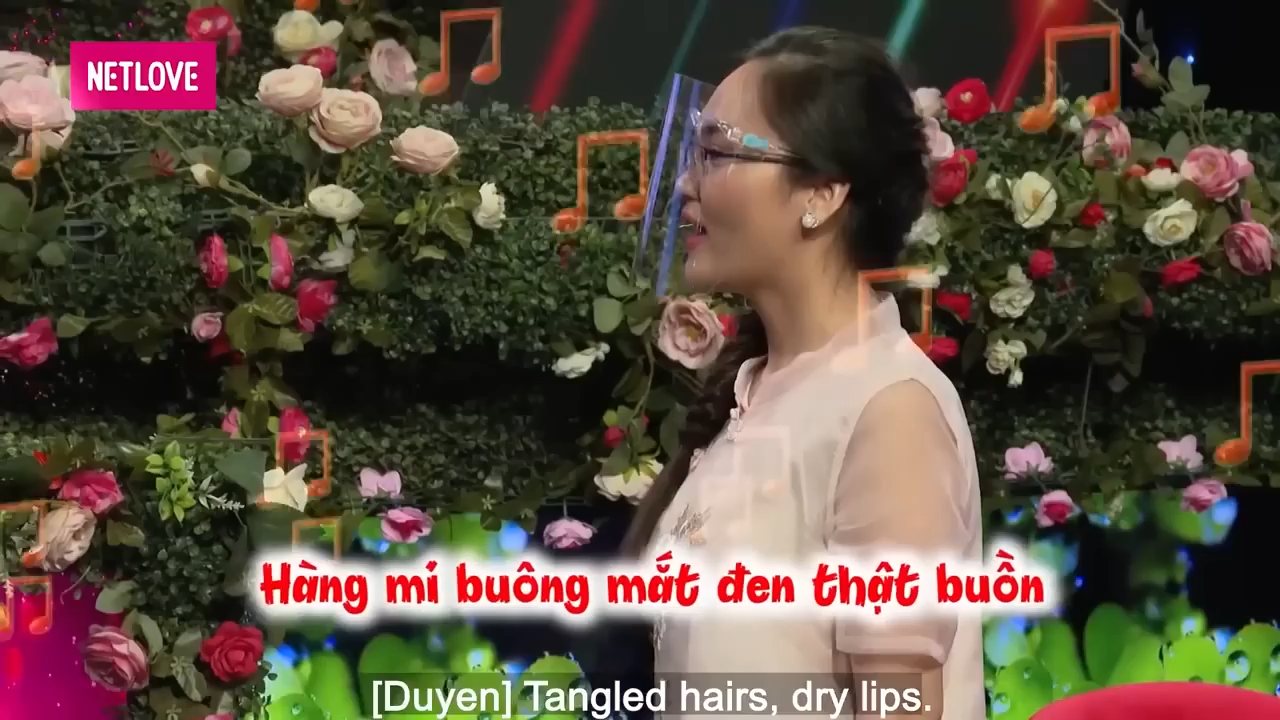 NETLOVE
Hàng mi buông mắt đen thật buồn
[Duyen] Tangled hairs, dry lips.